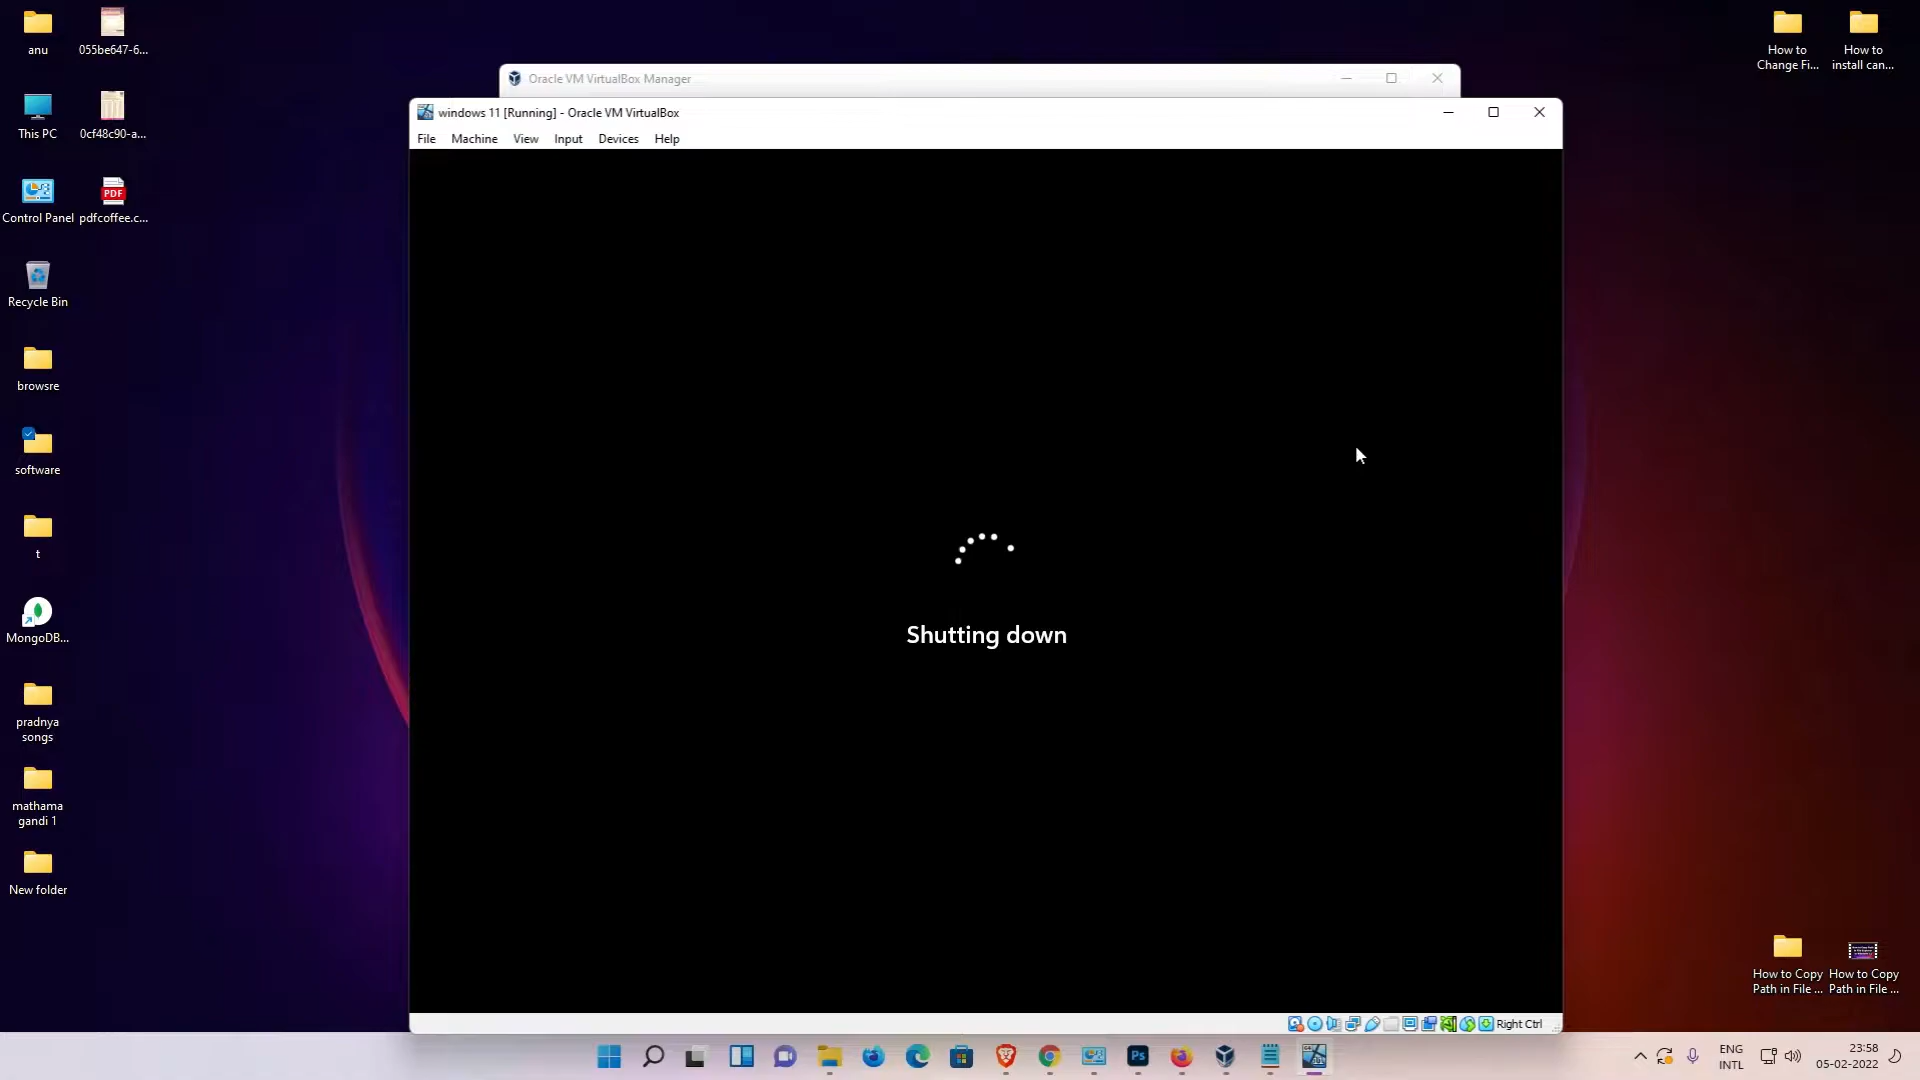 anu
055be647-6...
This PC
0cf48c90-a...
Control Panel
pdfcoffee.c...
PDF
Recycle Bin
browsre
software
t
MongoDB...
pradnya
songs
mathama
gandi 1
New folder
Oracle VM VirtualBox Manager
windows 11 [Running] - Oracle VM VirtualBox
File Machine View Input Devices Help
Shutting down
Right Ctrl
How to
Change Fi...
How to
install can...
How to Copy
Path in File ...
How to Copy
Path in File ...
Ps
ENG
INTL
23:58
05-02-2022